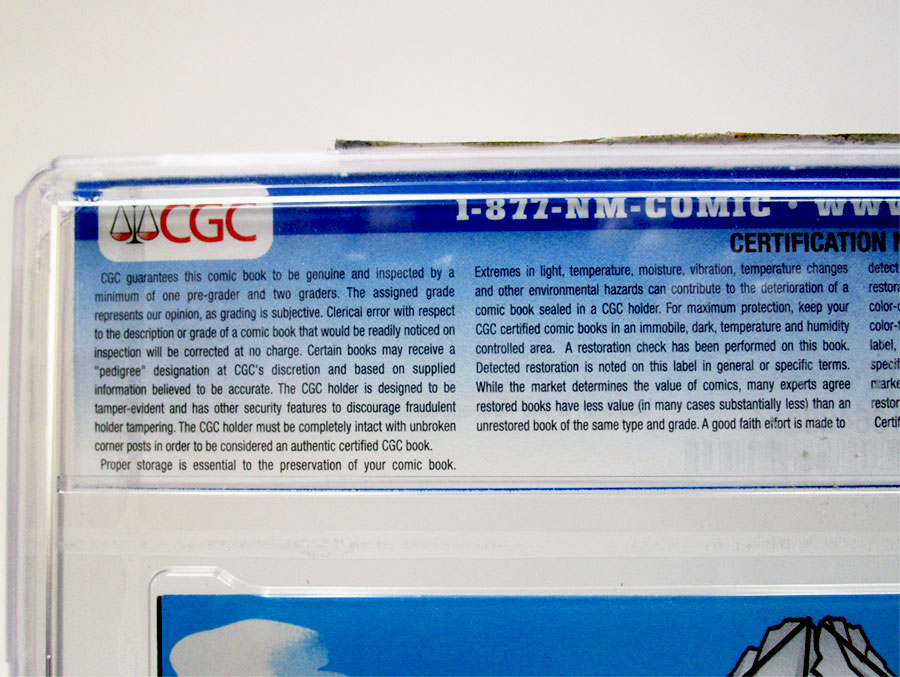 CGC
1-877-NM-COMIC • WWW
CERTIFICATION N
CGC guarantees this comic book to be genuine and inspected by a
minimum of one pre-grader and two graders. The assigned grade
represents our opinion, as grading is subjective. Clerical error with respect
to the description or grade of a comic book that would be readily noticed on
inspection will be corrected at no charge. Certain books may receive a
"pedigree" designation at CGC's discretion and based on supplied
information believed to be accurate. The CGC holder is designed to be
tamper-evident and has other security features to discourage fraudulent
holder tampering. The CGC holder must be completely intact with unbroken
corner posts in order to be considered an authentic certified CGC book.
Proper storage is essential to the preservation of your comic book.
Extremes in light, temperature, moisture, vibration, temperature changes
and other environmental hazards can contribute to the deterioration of a
comic book sealed in a CGC holder. For maximum protection, keep your
CGC certified comic books in an immobile, dark, temperature and humidity
controlled area. A restoration check has been performed on this book.
Detected restoration is noted on this label in general or specific terms.
While the market determines the value of comics, many experts agree
restored books have less value (in many cases substantially less) than an
unrestored book of the same type and grade. A good faith effort is made to
detect
restora
color-
color-t
label,
specif
marke
restor
Certif